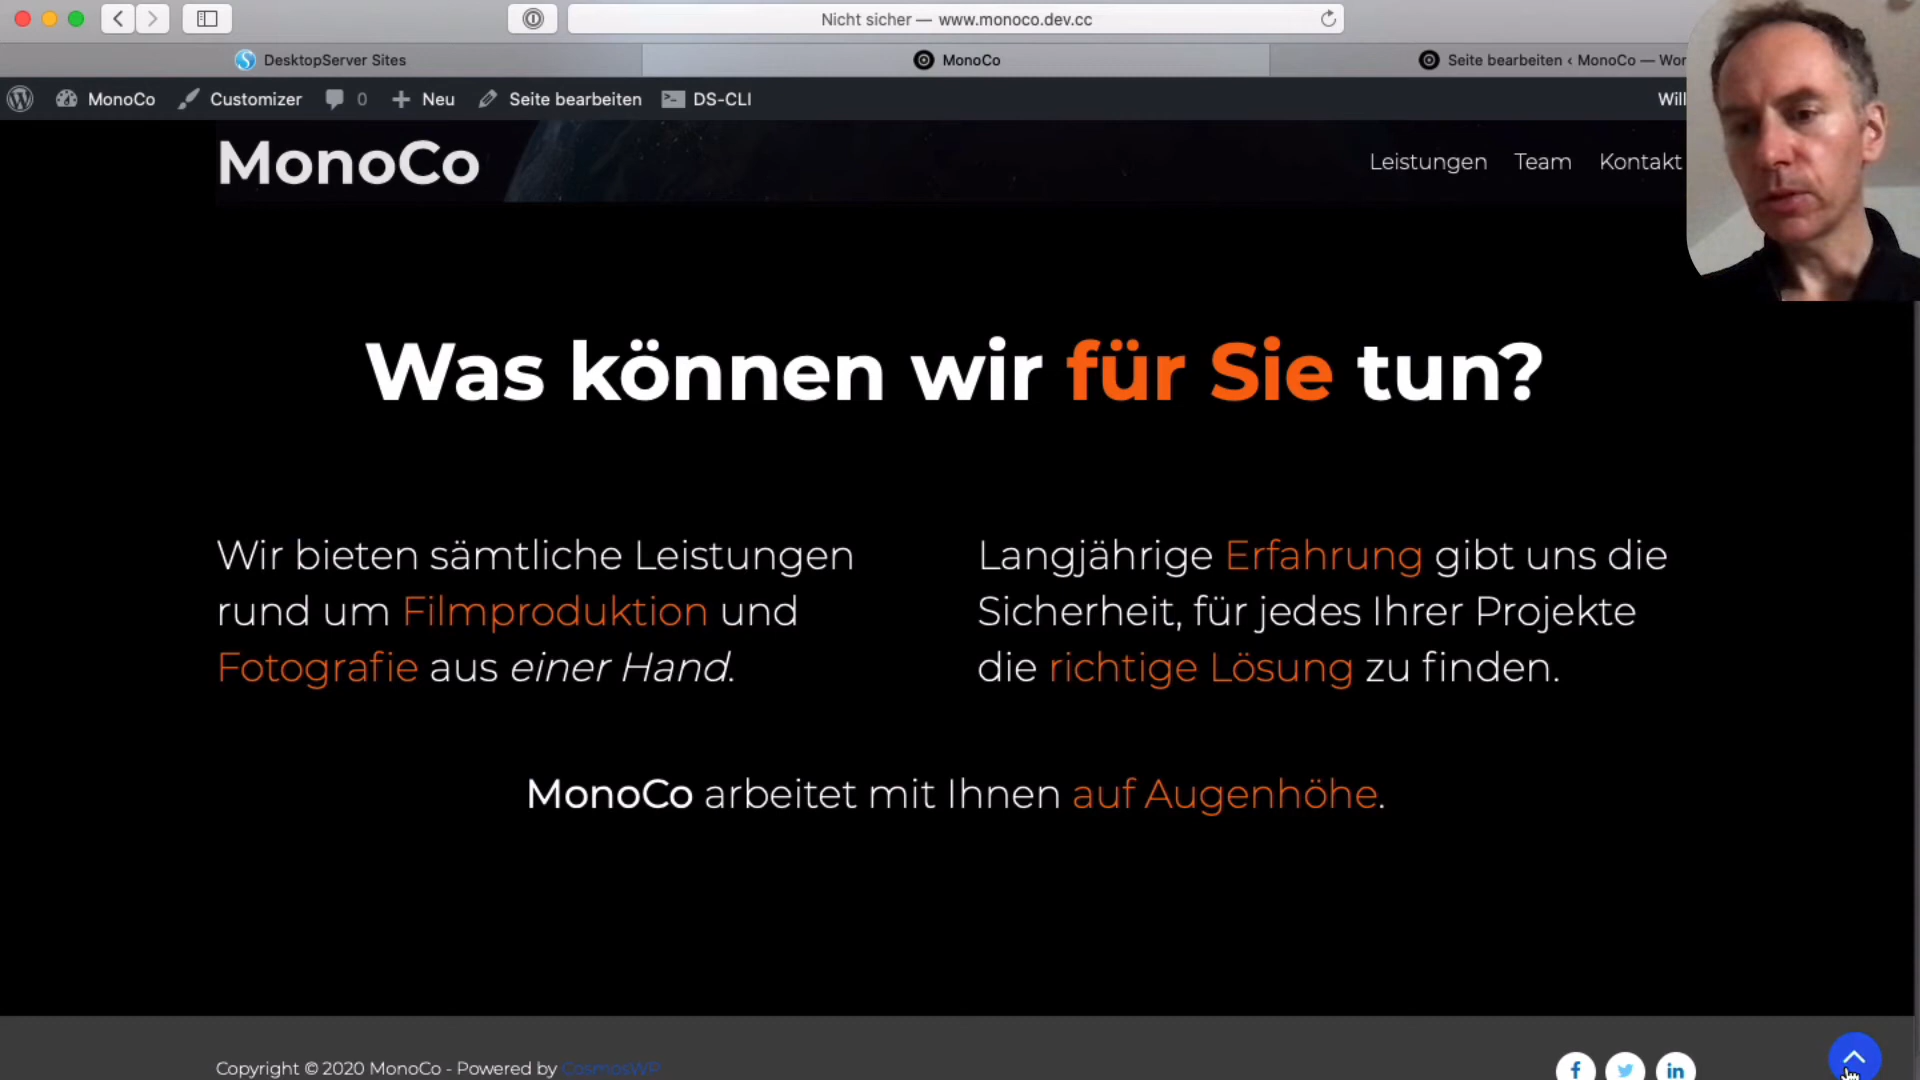 Nicht sicher — www.monoco.dev.cc
DesktopServer Sites
MonoCo
Seite bearbeiten ‹ MonoCo — Wor
MonoCo Customizer 0 Neu Seite bearbeiten DS-CLI Will
MonoCo
Leistungen Team Kontakt
Was können wir für Sie tun?
Wir bieten sämtliche Leistungen
rund um Filmproduktion und
Fotografie aus einer Hand.
Langjährige Erfahrung gibt uns die
Sicherheit, für jedes Ihrer Projekte
die richtige Lösung zu finden.
MonoCo arbeitet mit Ihnen auf Augenhöhe.
Copyright © 2020 MonoCo - Powered by CosmosWP